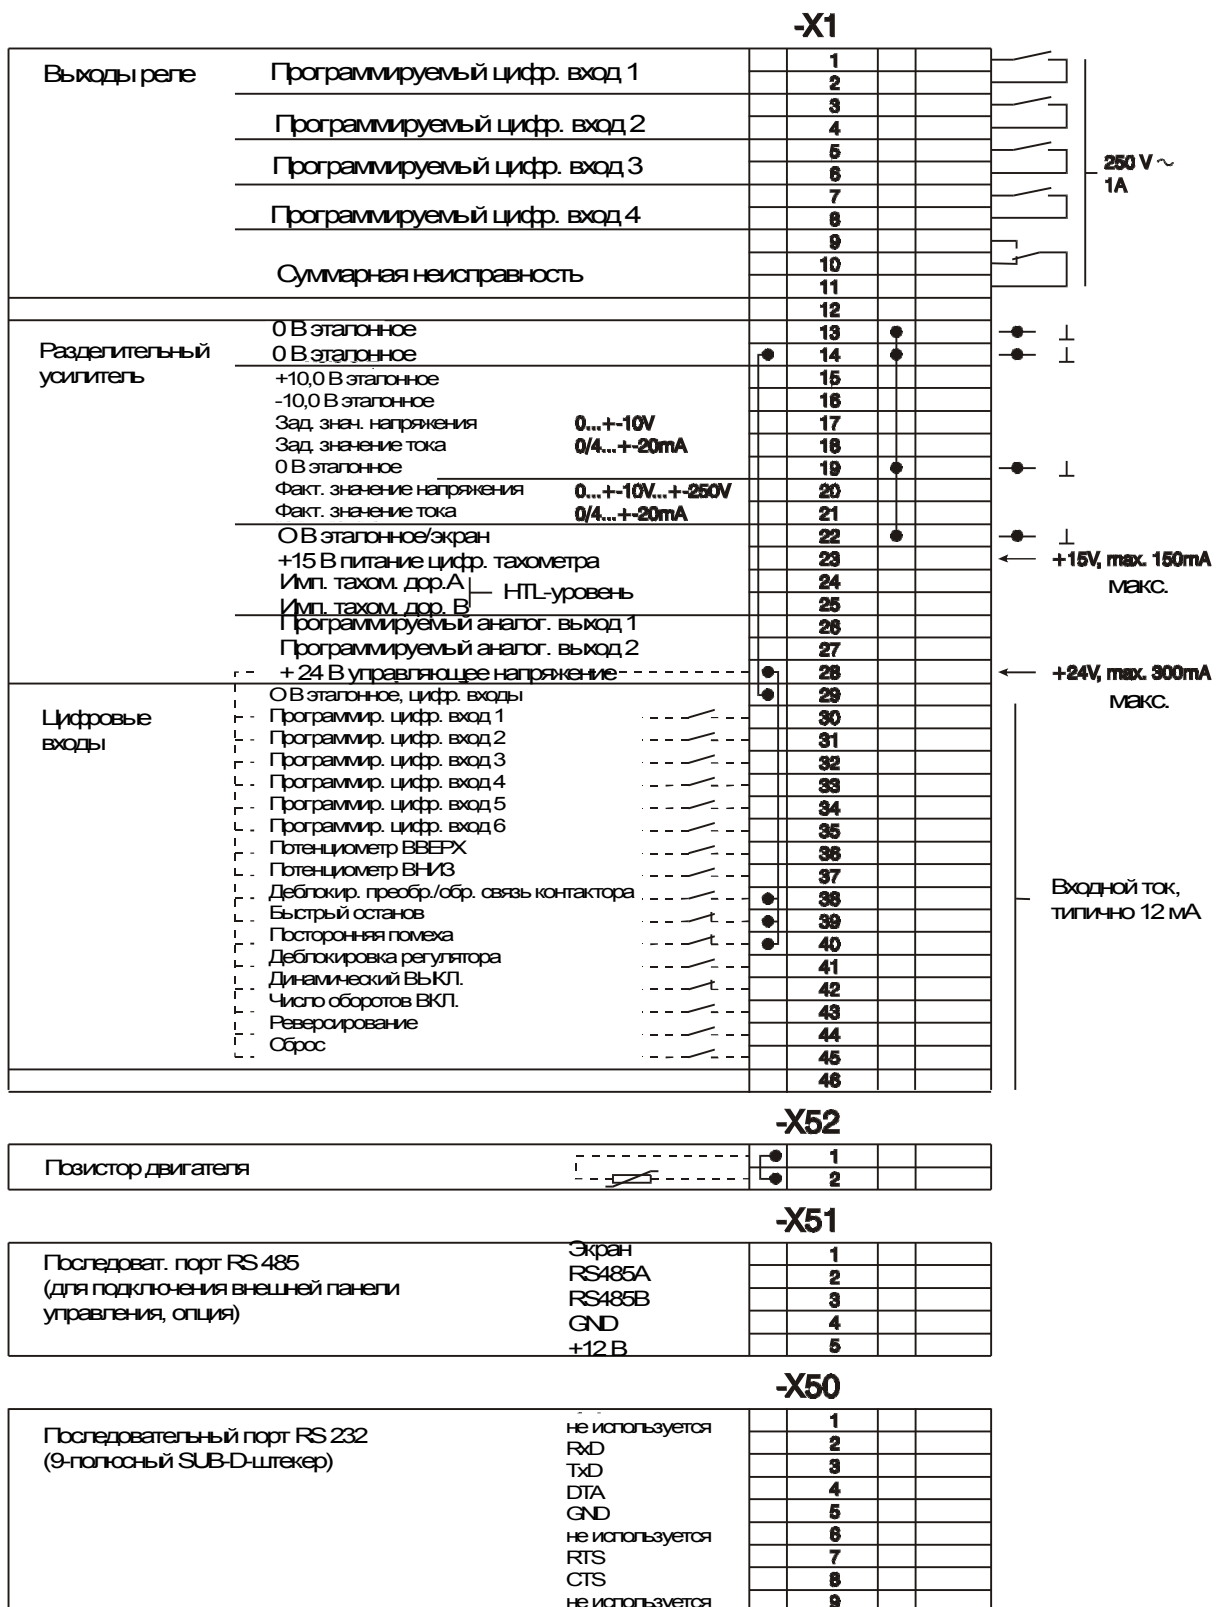 -X1
Выходы реле
Программируемый цифр. вход 1
1
2
Программируемый цифр. вход 2
3
4
Программируемый цифр. вход 3
5
6
250 V ~
1A
Программируемый цифр. вход 4
7
8
Суммарная неисправность
9
10
11
12
Разделительный
усилитель
0 В эталонное 13 ⊥
0 В эталонное 14 ⊥
+10,0 В эталонное 15
-10,0 В эталонное 16
Зад. знач. напряжения 0...+-10V 17
Зад. значение тока 0/4...+-20mA 18
0 В эталонное 19 ⊥
Факт. значение напряжения 0...+-10V...+-250V 20
Факт. значение тока 0/4...+-20mA 21
О В эталонное/экран 22 ⊥
+15 В питание цифр. тахометра 23 +15V, max. 150mA
макс.
Имп. тахом. дор.А 24
HTL-уровень
Имп. тахом. дор. В 25
Программируемый аналог. выход 1 26
Программируемый аналог. выход 2 27
+ 24 В управляющее напряжение 28 +24V, max. 300mA
макс.
Цифровые
входы
О В эталонное, цифр. входы 29
Программир. цифр. вход 1 30
Программир. цифр. вход 2 31
Программир. цифр. вход 3 32
Программир. цифр. вход 4 33
Программир. цифр. вход 5 34
Программир. цифр. вход 6 35
Потенциометр ВВЕРХ 36
Потенциометр ВНИЗ 37
Деблокир. преобр./обр. связь контактора 38
Быстрый останов 39
Посторонняя помеха 40
Деблокировка регулятора 41
Динамический ВЫКЛ. 42
Число оборотов ВКЛ. 43
Реверсирование 44
Сброс 45
46
Входной ток,
типично 12 мА
-X52
Позистор двигателя
1
2
-X51
Последоват. порт RS 485
(для подключения внешней панели
управления, опция)
Экран 1
RS485A 2
RS485B 3
GND 4
+12 В 5
-X50
Последовательный порт RS 232
(9-полюсный SUB-D-штекер)
не используется 1
RxD 2
TxD 3
DTA 4
GND 5
не используется 6
RTS 7
CTS 8
не используется 9